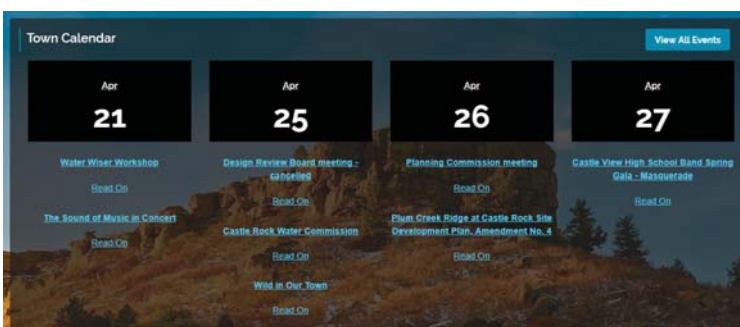 Town Calendar
View All Events
Apr
21
Apr
25
Apr
26
Apr
27
Water Wiser Workshop
Read On
The Sound of Music in Concert
Read On
Design Review Board meeting -
cancelled
Read On
Castle Rock Water Commission
Read On
Wild in Our Town
Read On
Planning Commission meeting
Read On
Plum Creek Ridge at Castle Rock Site
Development Plan, Amendment No. 4
Read On
Castle View High School Band Spring
Gala - Masquerade
Read On